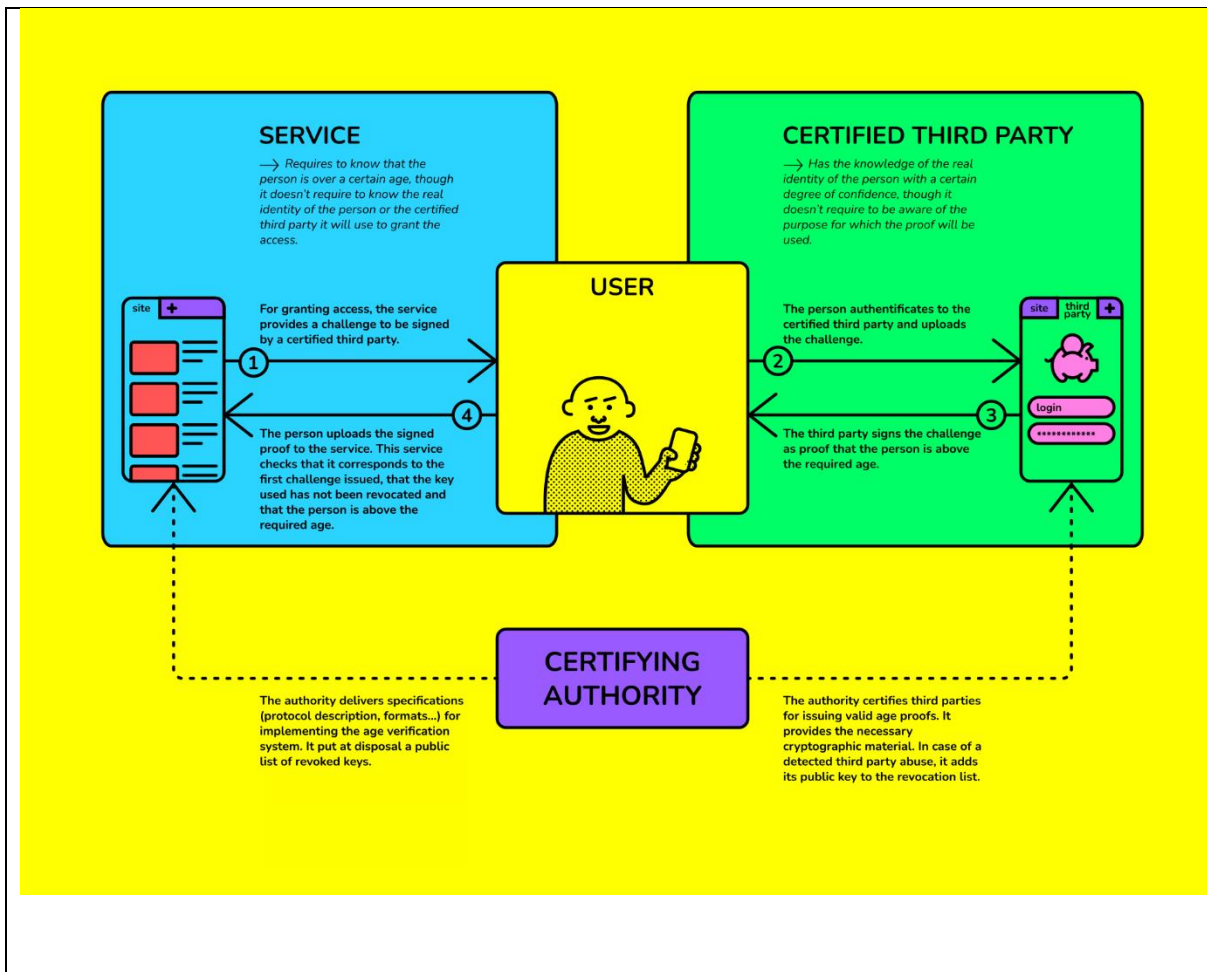 SERVICE
→ Requires to know that the
person is over a certain age, though
it doesn't require to know the real
identity of the person or the certified
third party it will use to grant the
access.
CERTIFIED THIRD PARTY
→ Has the knowledge of the real
identity of the person with a certain
degree of confidence, though it
doesn't require to be aware of the
purpose for which the proof will be
used.
USER
site
+
For granting access, the service
provides a challenge to be signed
by a certified third party.
1
4
The person uploads the signed
proof to the service. This service
checks that it corresponds to the
first challenge issued, that the key
used has not been revocated and
that the person is above the
required age.
The person authentificates to the
certified third party and uploads
the challenge.
2
3
The third party signs the challenge
as proof that the person is above
the required age.
site
third
party
+
login
************
CERTIFYING
AUTHORITY
The authority delivers specifications
(protocol description, formats...) for
implementing the age verification
system. It put at disposal a public
list of revoked keys.
The authority certifies third parties
for issuing valid age proofs. It
provides the necessary
cryptographic material. In case of a
detected third party abuse, it adds
its public key to the revocation list.